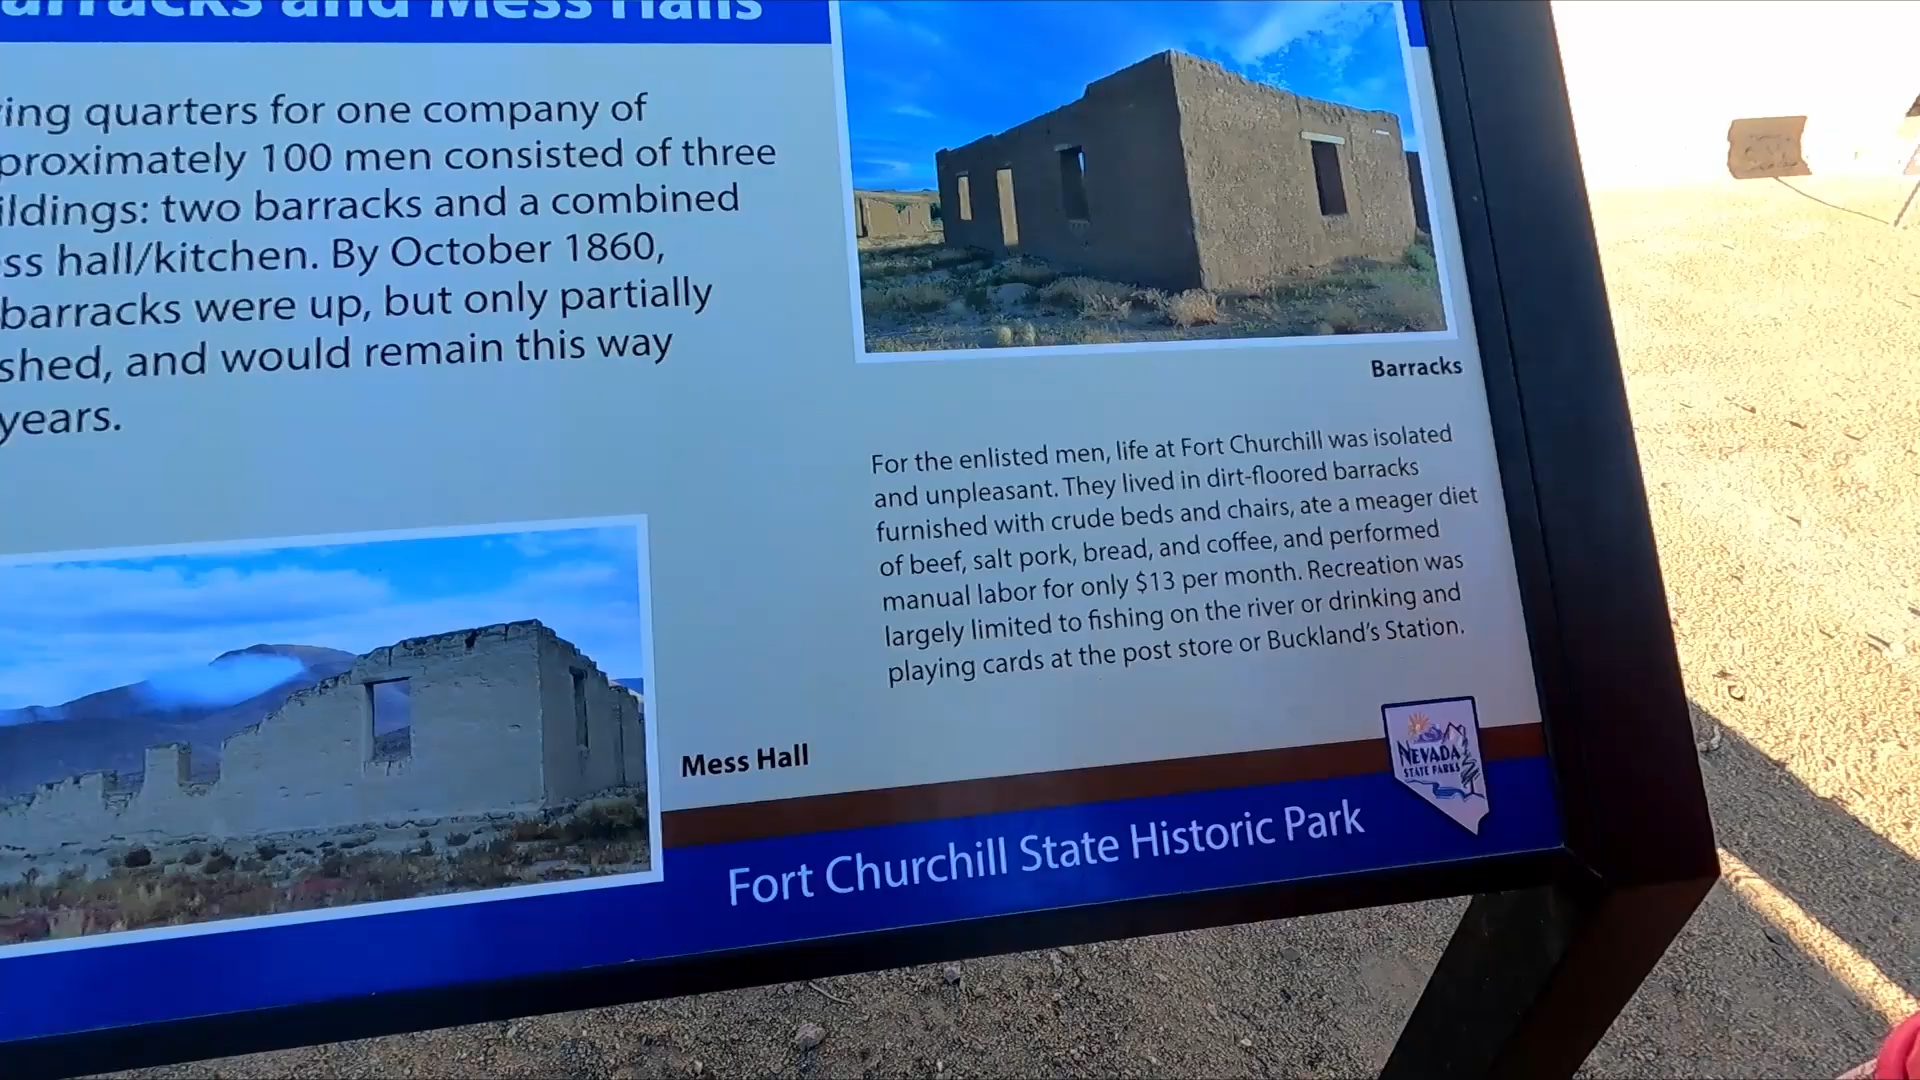 Barracks and Mess Halls
quarters for one company of
proximately 100 men consisted of three
ildings: two barracks and a combined
ss hall/kitchen. By October 1860,
barracks were up, but only partially
shed, and would remain this way
years.
Barracks
For the enlisted men, life at Fort Churchill was isolated
and unpleasant. They lived in dirt-floored barracks
furnished with crude beds and chairs, ate a meager diet
of beef, salt pork, bread, and coffee, and performed
manual labor for only $13 per month. Recreation was
largely limited to fishing on the river or drinking and
playing cards at the post store or Buckland's Station.
Mess Hall
NEVADA
STATE PARKS
Fort Churchill State Historic Park